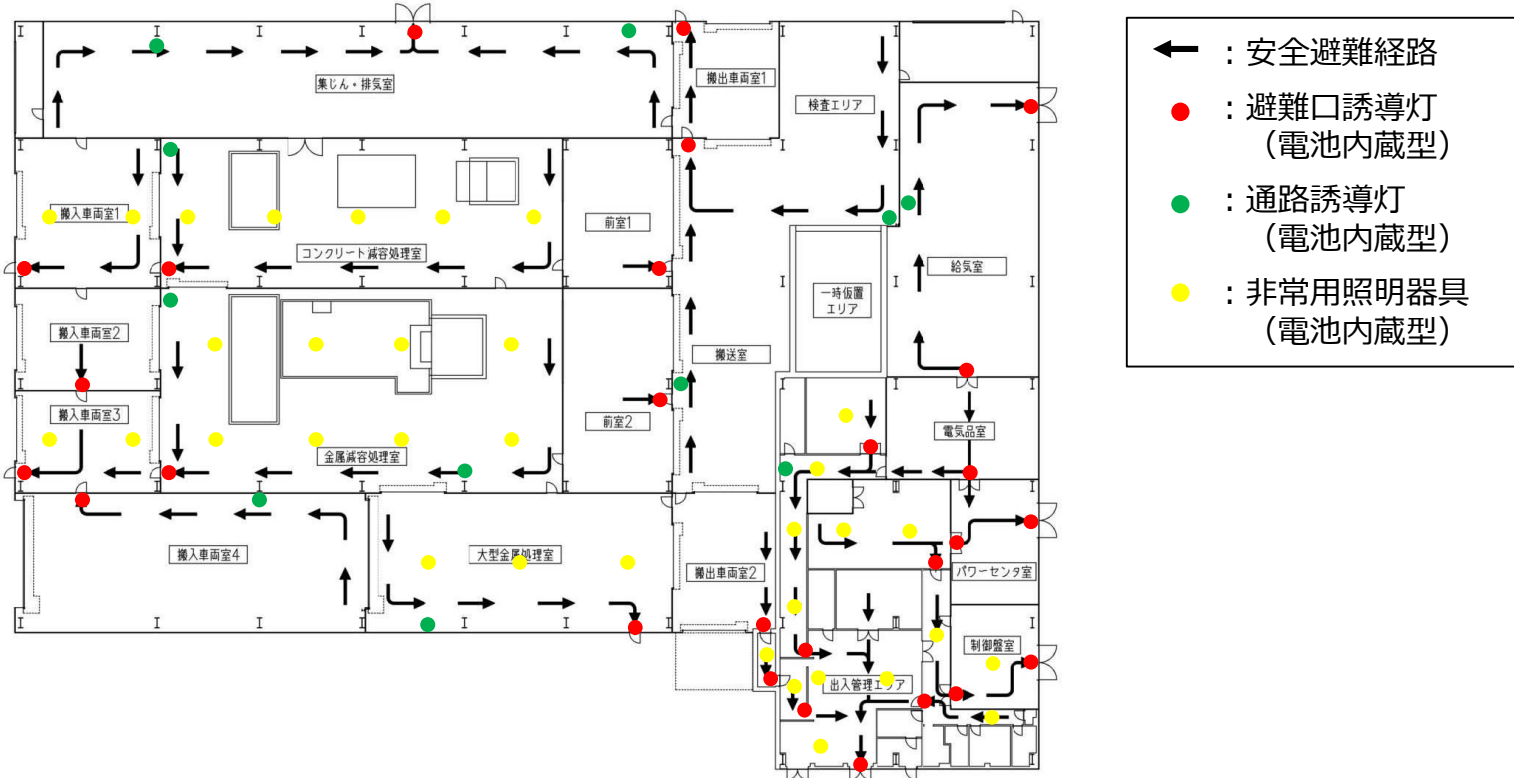 集じん・排気室
搬出車両室1
検査エリア
搬入車両室1
コンクリート減容処理室
前室1
給気室
一時仮置
エリア
搬入車両室2
搬送室
搬入車両室3
金属減容処理室
前室2
電気品室
搬入車両室4
大型金属処理室
搬出車両室2
パワーセンタ室
制御盤室
出入管理エリア
：安全避難経路
：避難口誘導灯
（電池内蔵型）
：通路誘導灯
（電池内蔵型）
：非常用照明器具
（電池内蔵型）